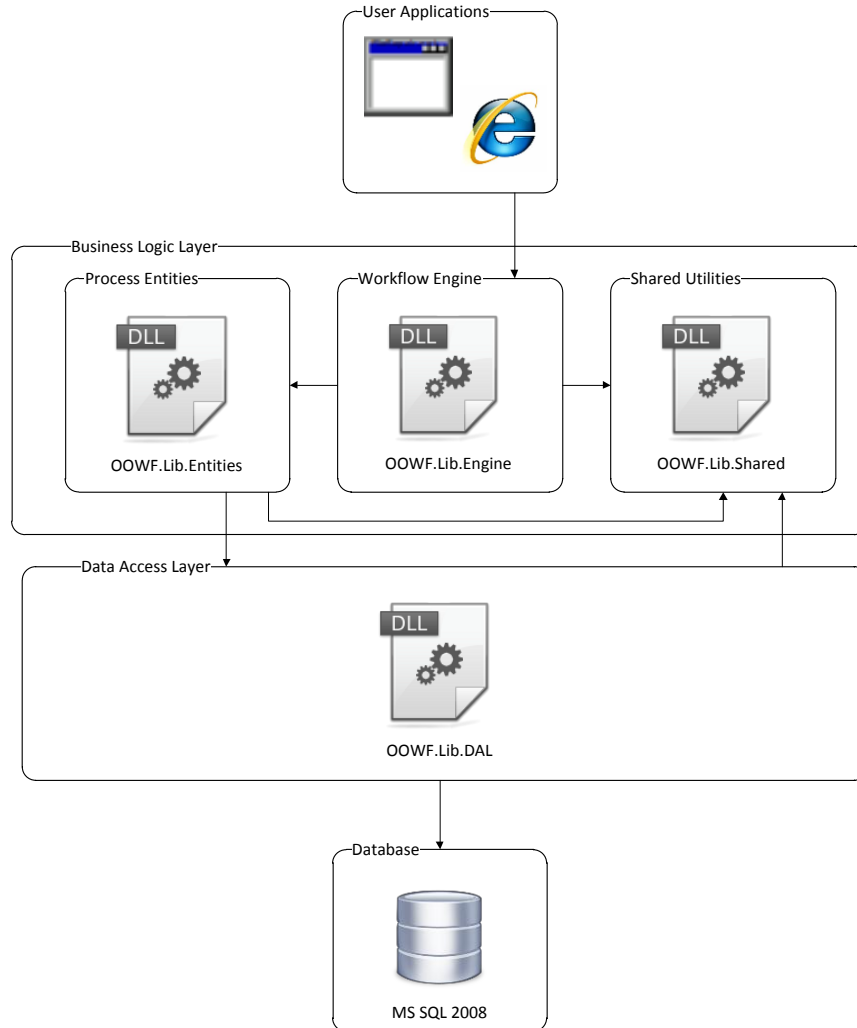 User Applications
Business Logic Layer
Process Entities
Workflow Engine
Shared Utilities
DLL
DLL
DLL
OOWF.Lib.Entities
OOWF.Lib.Engine
OOWF.Lib.Shared
Data Access Layer
DLL
OOWF.Lib.DAL
Database
MS SQL 2008